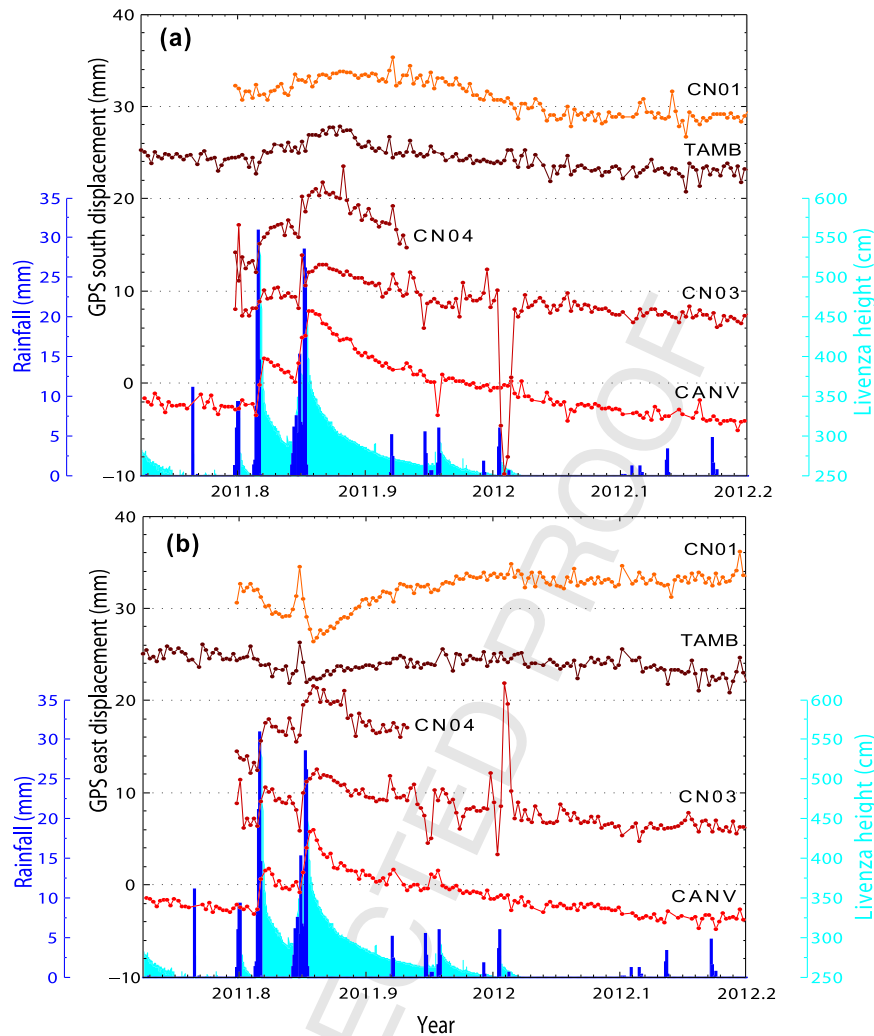 (a)
40
30
20
10
0
−10
GPS south displacement (mm)
35
30
25
20
15
10
5
0
Rainfall (mm)
600
550
500
450
400
350
300
250
Livenza height (cm)
CN01
TAMB
CN04
CN03
CANV
2011.8
2011.9
2012
2012.1
2012.2
(b)
40
30
20
10
0
−10
GPS east displacement (mm)
35
30
25
20
15
10
5
0
Rainfall (mm)
600
550
500
450
400
350
300
250
Livenza height (cm)
CN01
TAMB
CN04
CN03
CANV
2011.8
2011.9
2012
2012.1
2012.2
Year
ECTED PROOF